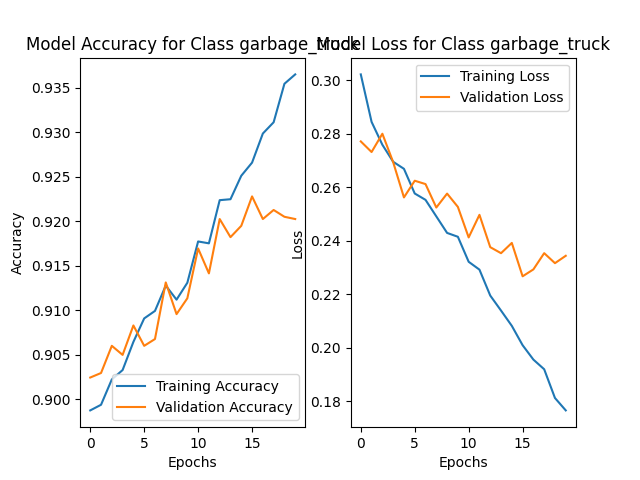 Model Accuracy for Class garbage_truck
0.935
0.930
0.925
0.920
0.915
0.910
0.905
0.900
Accuracy
Training Accuracy
Validation Accuracy
0
5
10
15
Epochs
Model Loss for Class garbage_truck
0.30
0.28
0.26
0.24
0.22
0.20
0.18
Loss
Training Loss
Validation Loss
0
5
10
15
Epochs